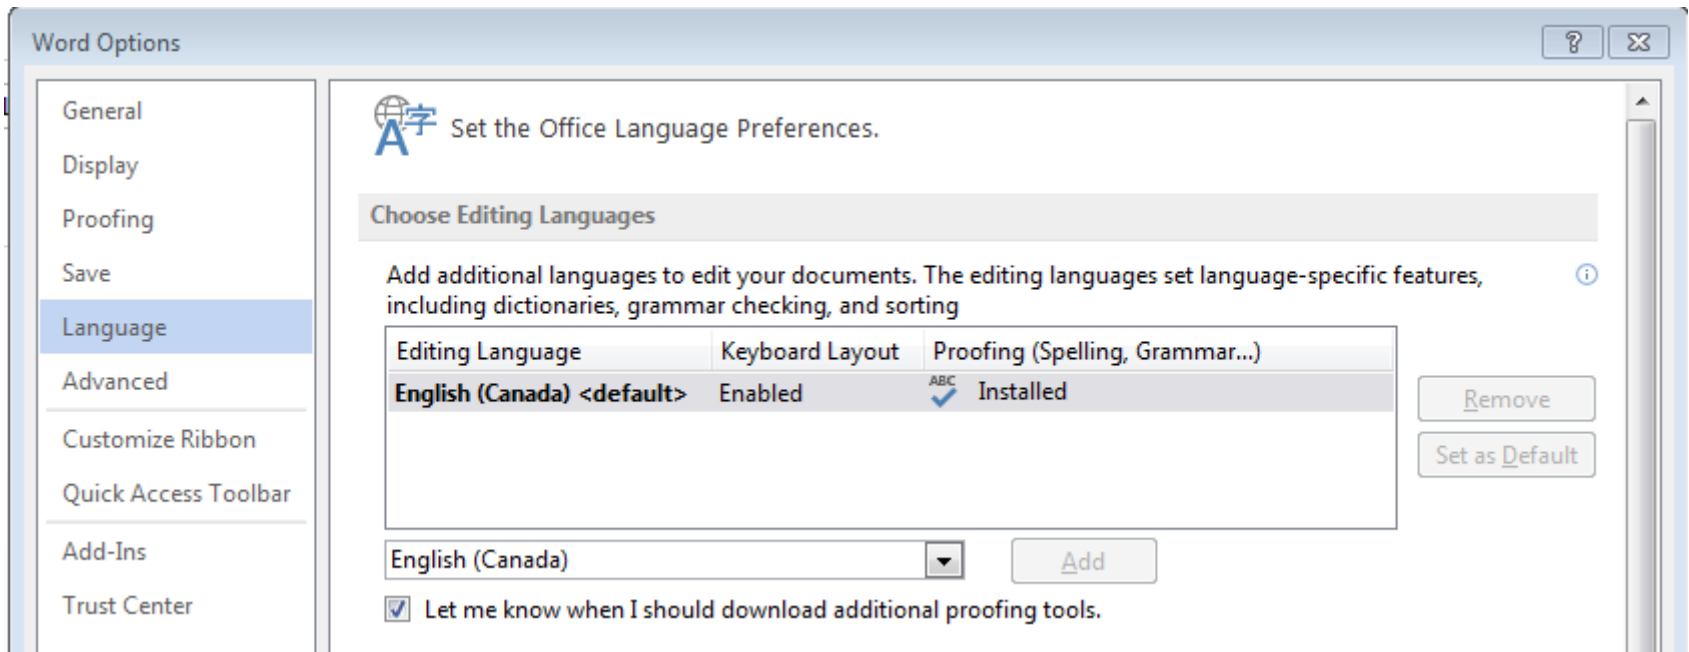 Word Options
General
Display
Proofing
Save
Language
Advanced
Customize Ribbon
Quick Access Toolbar
Add-Ins
Trust Center
A字 Set the Office Language Preferences.
Choose Editing Languages
Add additional languages to edit your documents. The editing languages set language-specific features,
including dictionaries, grammar checking, and sorting
Editing Language Keyboard Layout Proofing (Spelling, Grammar...)
English (Canada) <default> Enabled ABC Installed
Remove
Set as Default
English (Canada) Add
Let me know when I should download additional proofing tools.